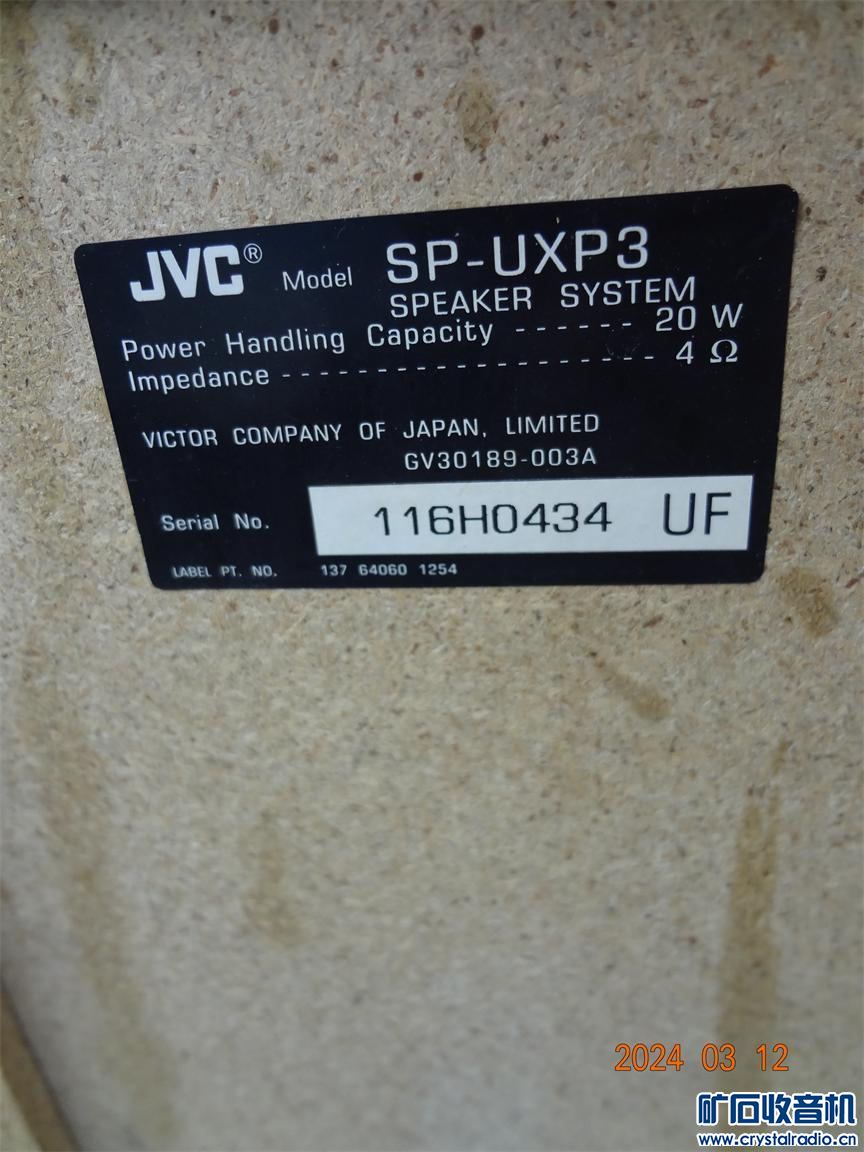 JVC® Model SP-UXP3
SPEAKER SYSTEM
Power Handling Capacity ------ 20 W
Impedance ------------------ 4 Ω
VICTOR COMPANY OF JAPAN, LIMITED
GV30189-003A
Serial No. 116H0434 UF
LABEL PT. NO. 137 64060 1254
2024 03 12
矿石收音机
www.crystalradio.cn